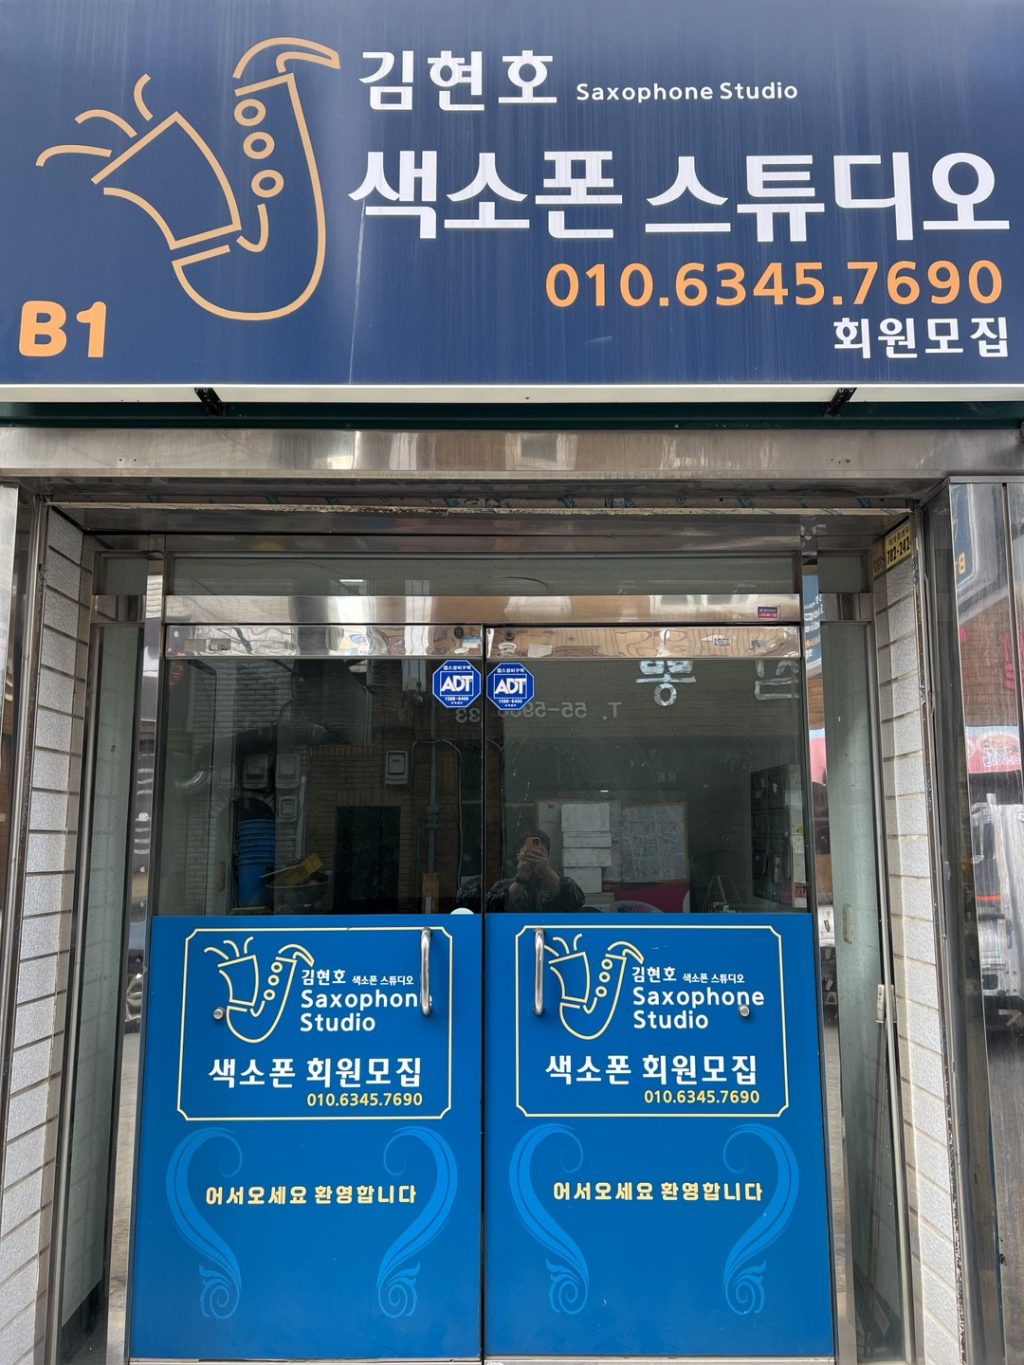 김현호 Saxophone Studio
색소폰 스튜디오
010.6345.7690
회원모집
B1
ADT
ADT
김현호 색소폰 스튜디오
Saxophon
Studio
색소폰 회원모집
010.6345.7690
어서오세요 환영합니다
김현호 색소폰 스튜디오
Saxophone
Studio
색소폰 회원모집
010.6345.7690
어서오세요 환영합니다